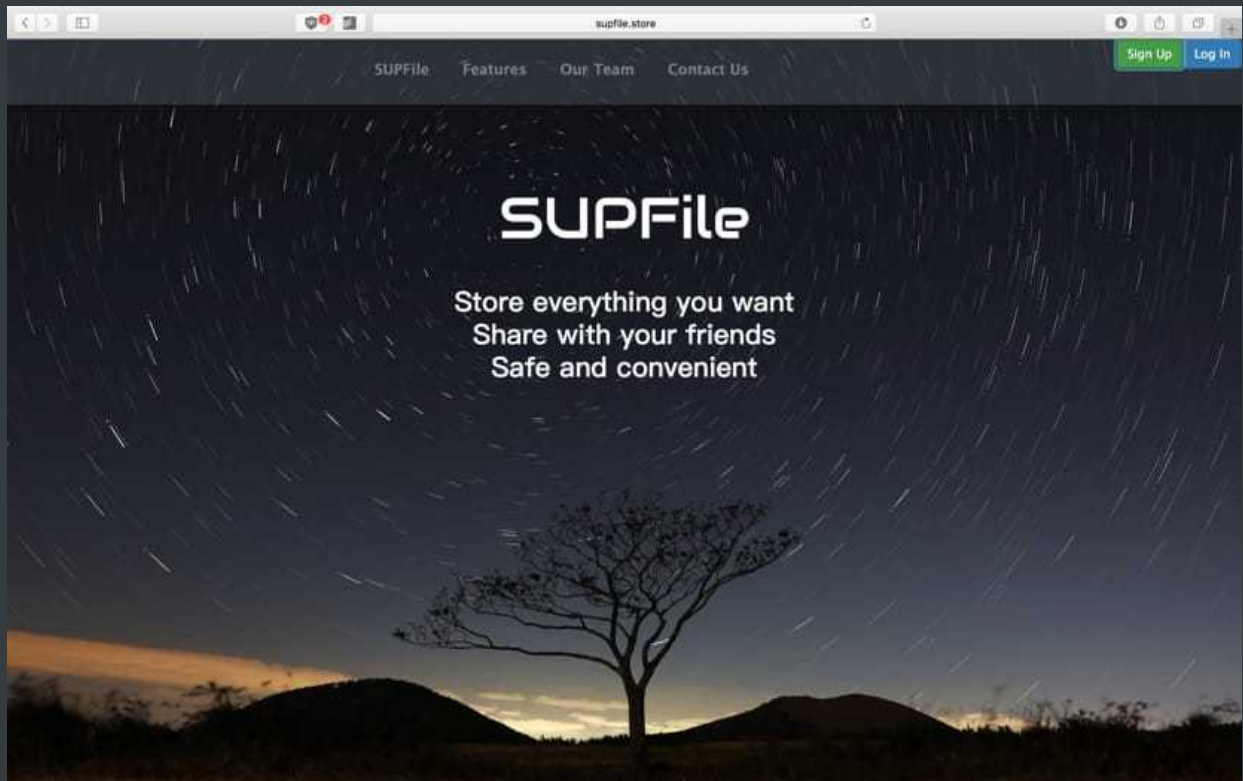 supfile.store
2
SUPFile Features Our Team Contact Us
Sign Up Log In
SUPFile
Store everything you want
Share with your friends
Safe and convenient